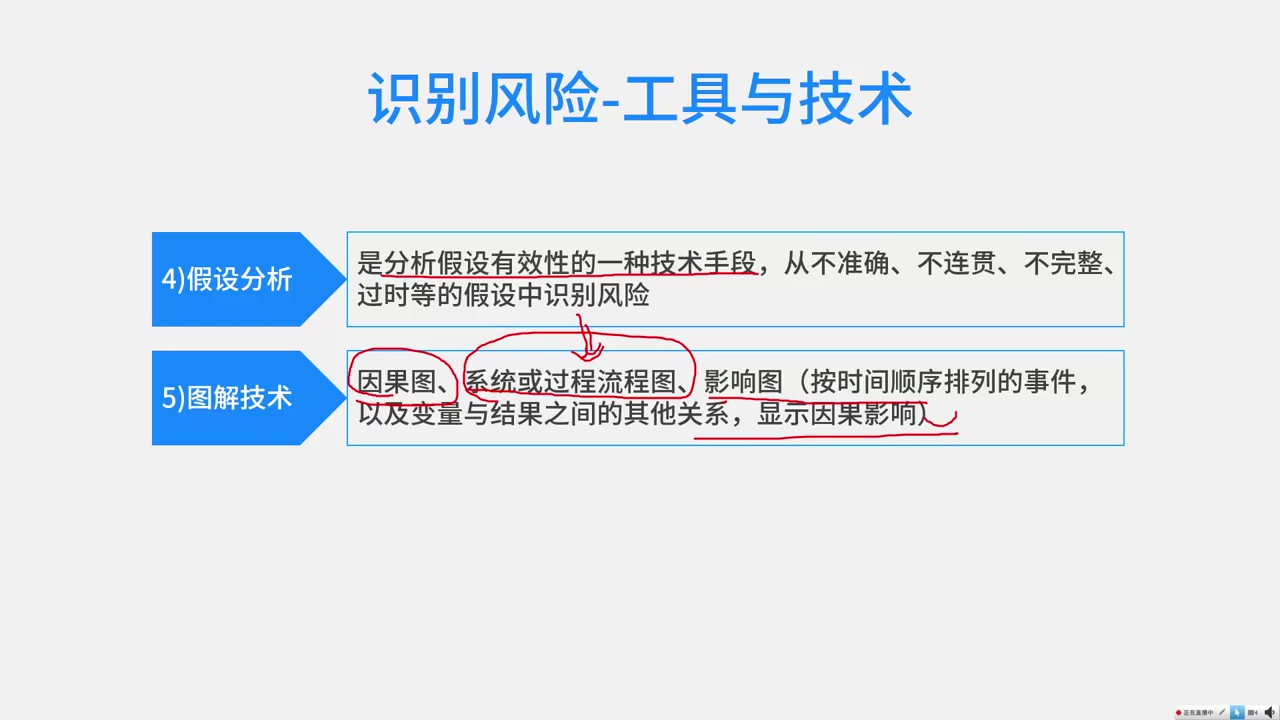 识别风险-工具与技术
4)假设分析
是分析假设有效性的一种技术手段，从不准确、不连贯、不完整、
过时等的假设中识别风险
5)图解技术
因果图、系统或过程流程图、影响图（按时间顺序排列的事件，
以及变量与结果之间的其他关系，显示因果影响）
正在直播中